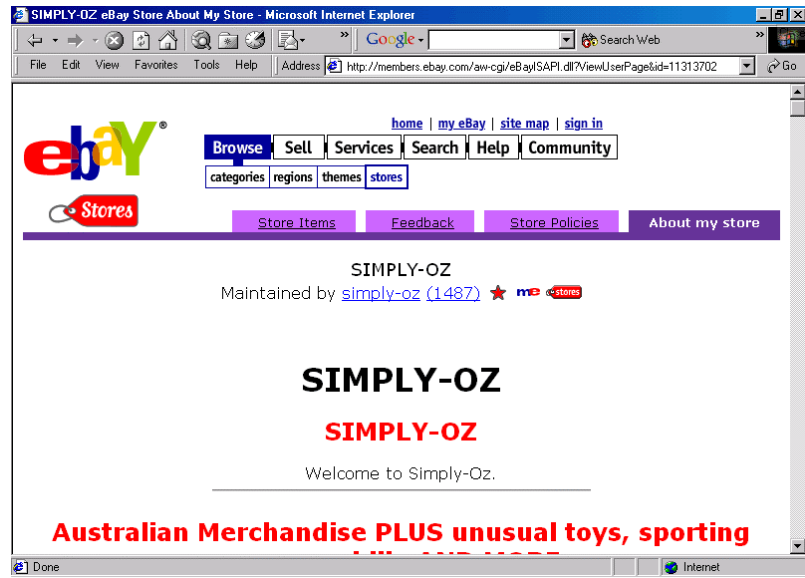 SIMPLY-OZ eBay Store About My Store - Microsoft Internet Explorer
» Google - Search Web »
File Edit View Favorites Tools Help Address http://members.ebay.com/aw-cgi/eBayISAPI.dll?ViewUserPage&id=11313702 Go
home | my eBay | site map | sign in
ebaY®
Browse Sell Services Search Help Community
categories regions themes stores
Stores
Store Items Feedback Store Policies About my store
SIMPLY-OZ
Maintained by simply-oz (1487) me stores
SIMPLY-OZ
SIMPLY-OZ
Welcome to Simply-Oz.
Australian Merchandise PLUS unusual toys, sporting
AND MORE
Done Internet